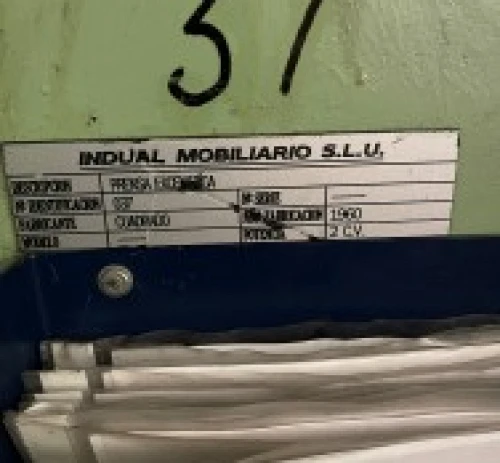 37
INDUAL MOBILIARIO S.L.U.
DESCRIPCION PRENSA EXCENTRICA
Nº IDENTIFICACION 037 Nº SERIE —
FABRICANTE CUADRADO AÑO FABRICACION 1960
MODELO — POTENCIA 2 C.V.